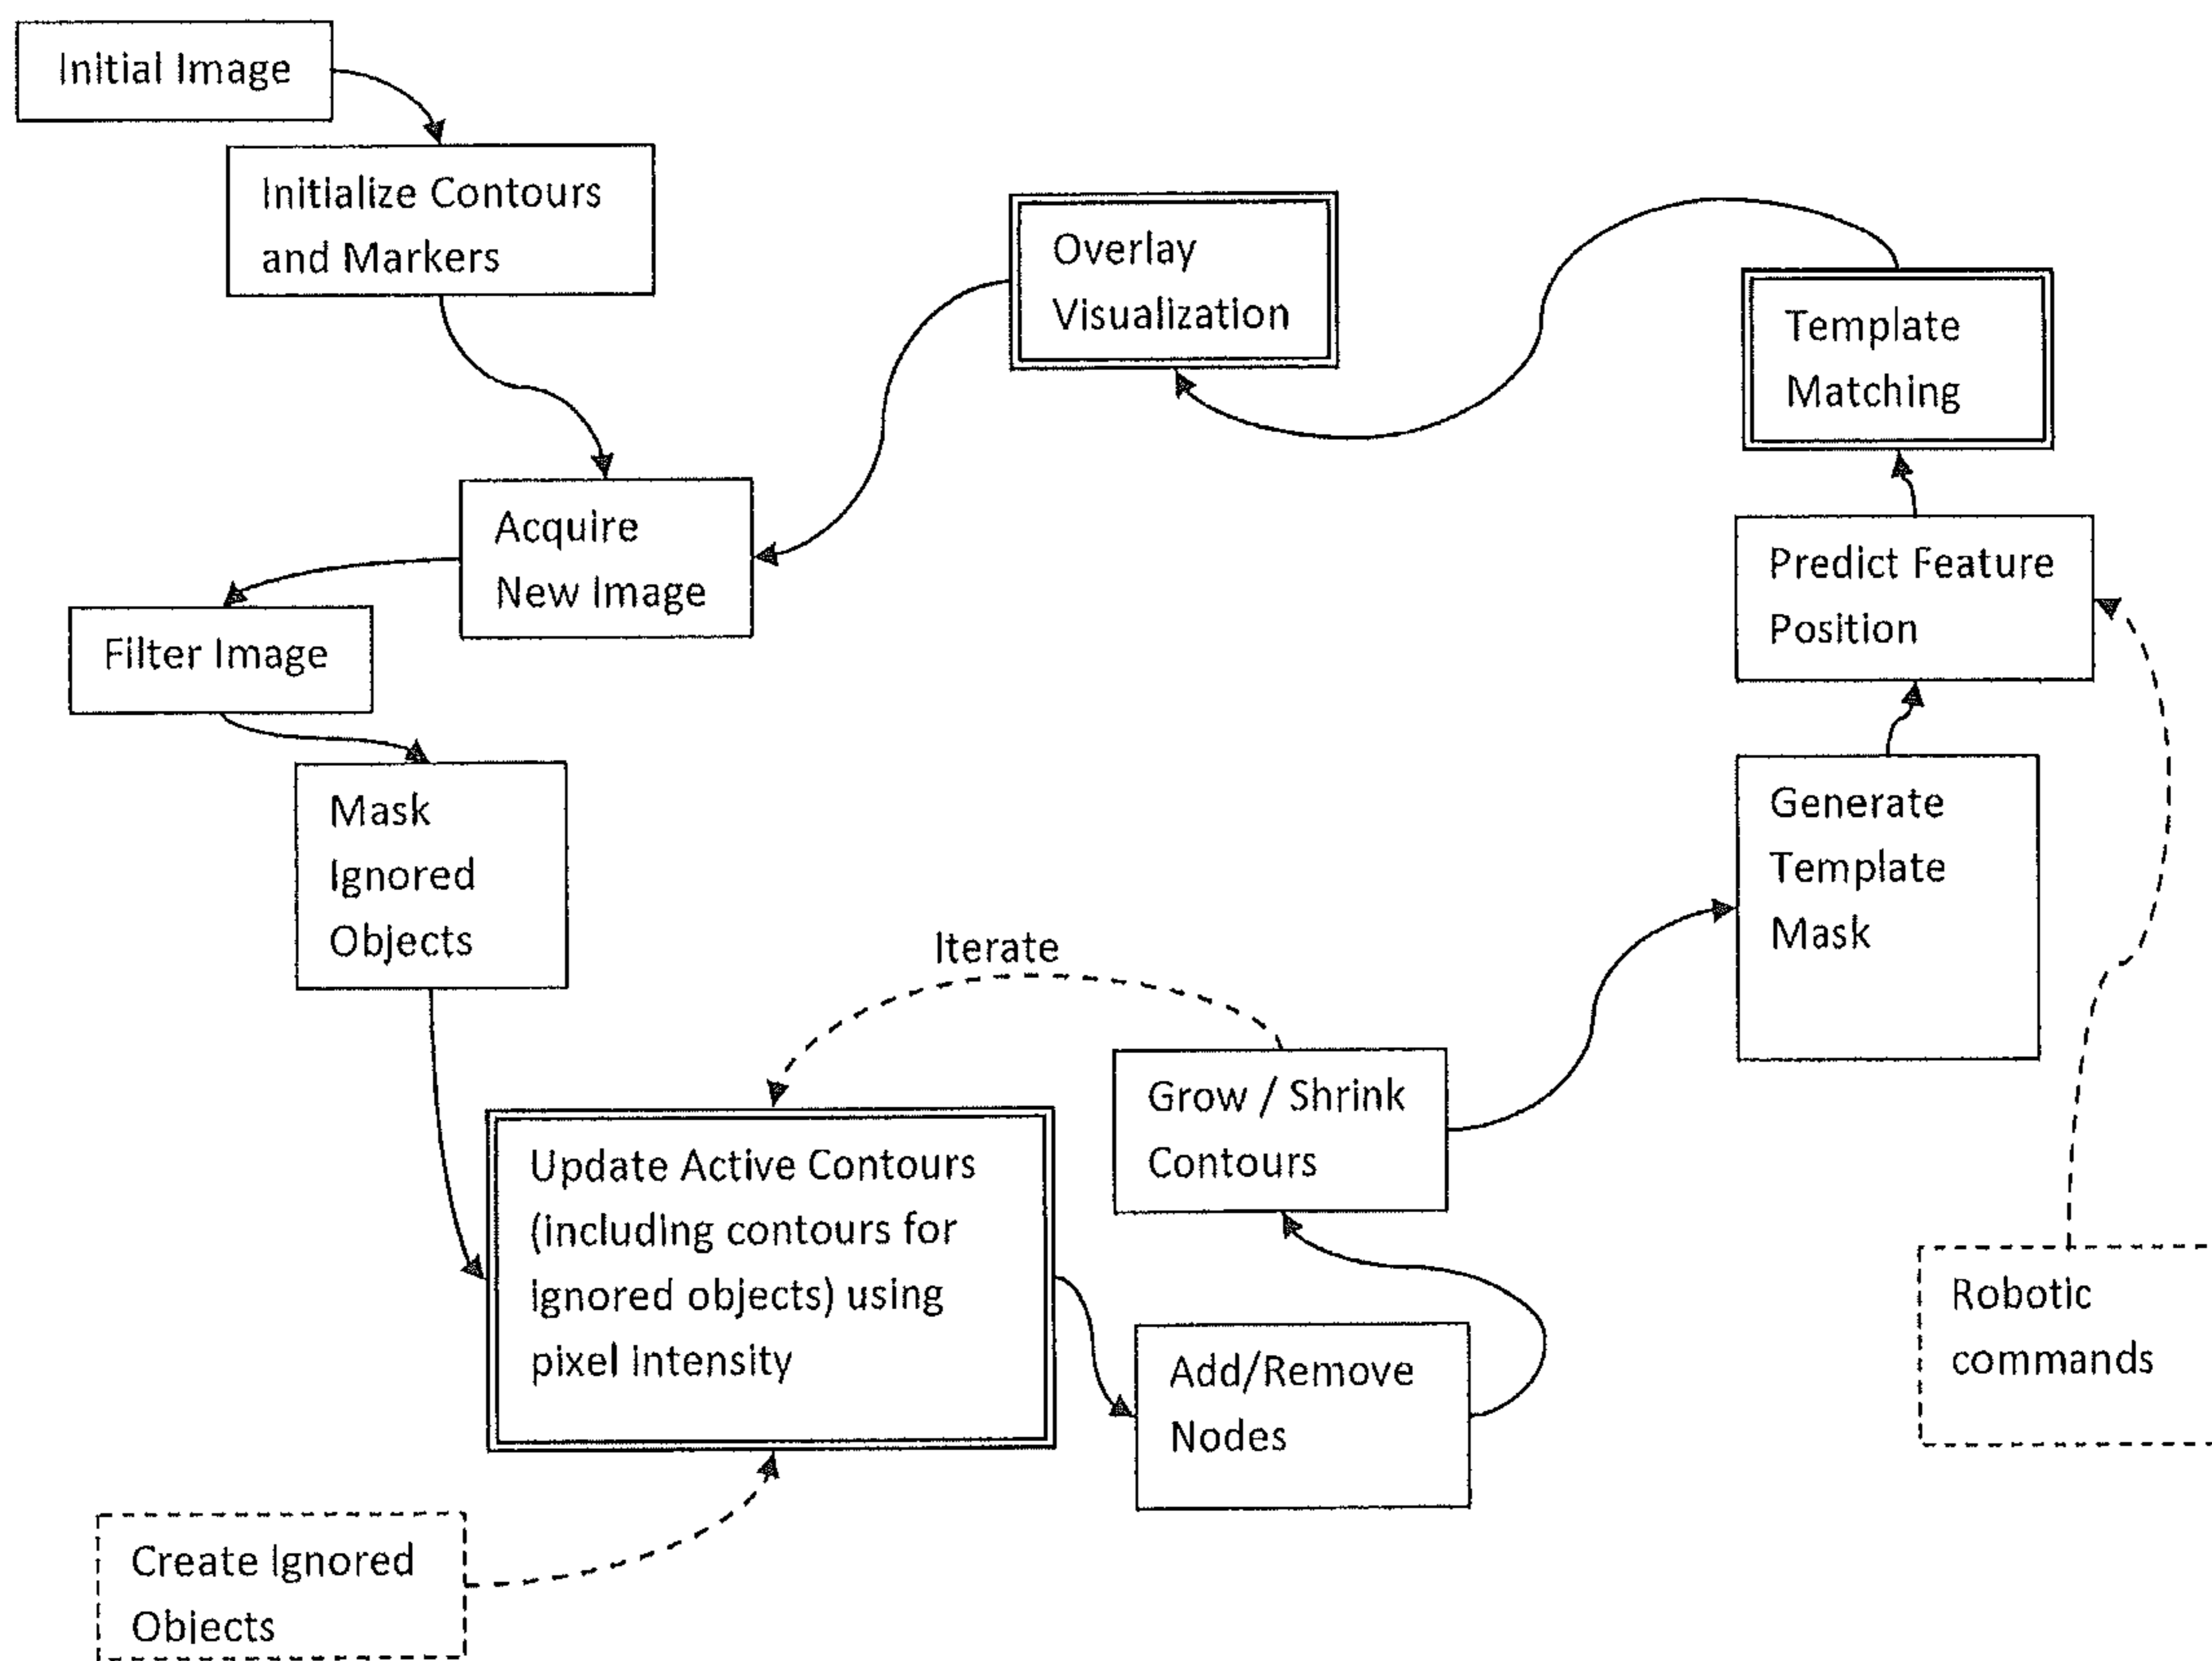 Initial Image
Initialize Contours
and Markers
Overlay
Visualization
Template
Matching
Acquire
New Image
Predict Feature
Position
Filter Image
Mask
Ignored
Objects
Generate
Template
Mask
Iterate
Grow / Shrink
Contours
Update Active Contours
(including contours for
ignored objects) using
pixel intensity
Add/Remove
Nodes
Robotic
commands
Create Ignored
Objects